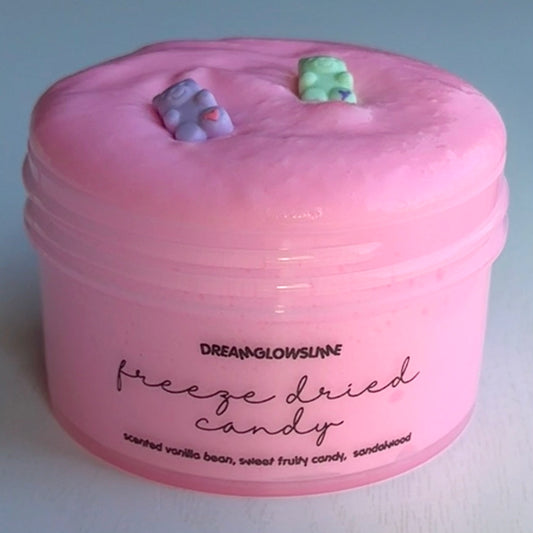 DREAMGLOWSLIME
freeze dried
candy
scented vanilla bean, sweet fruity candy, sandalwood